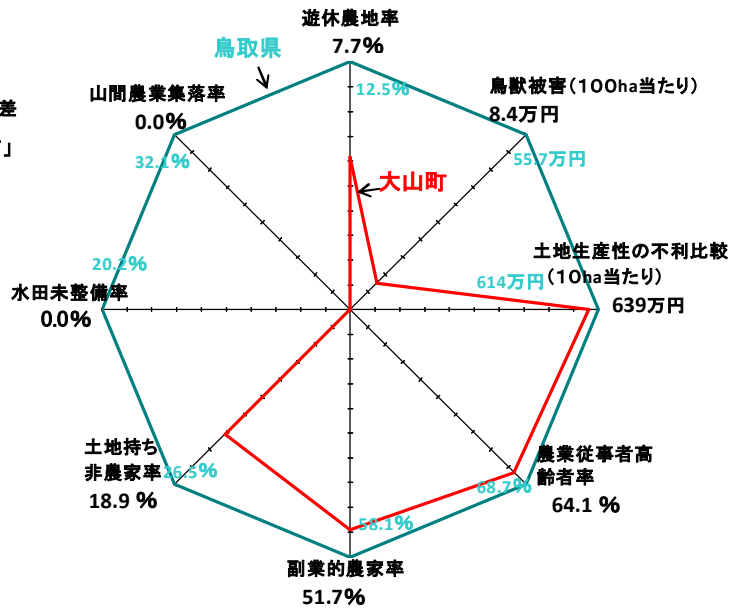 遊休農地率
7.7%
鳥取県
12.5%
鳥獣被害(100ha当たり)
8.4万円
55.7万円
山間農業集落率
0.0%
32.1%
差
」
大山町
土地生産性の不利比較
(10ha当たり)
614万円
639万円
20.2%
水田未整備率
0.0%
土地持ち
非農家率
26.5%
18.9 %
農業従事者高
齢者率
68.7%
64.1 %
58.1%
副業的農家率
51.7%